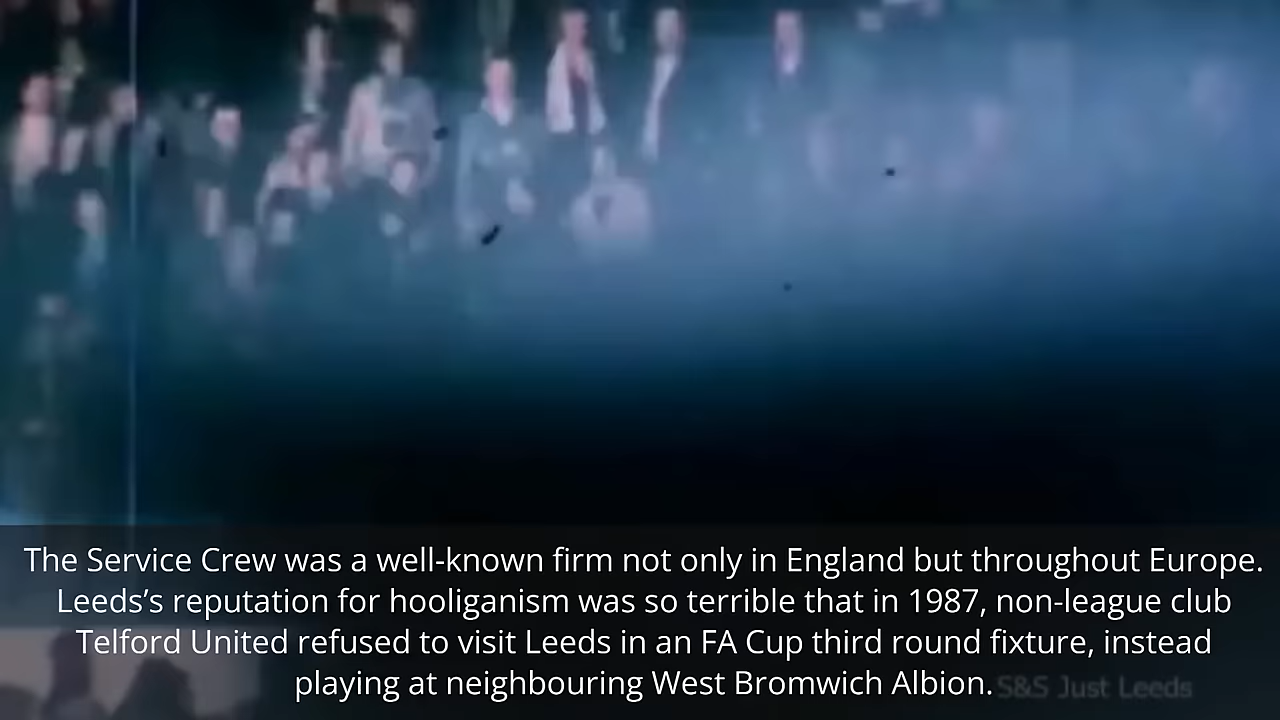 The Service Crew was a well-known firm not only in England but throughout Europe.
Leeds’s reputation for hooliganism was so terrible that in 1987, non-league club
Telford United refused to visit Leeds in an FA Cup third round fixture, instead
playing at neighbouring West Bromwich Albion.
S&S Just Leeds